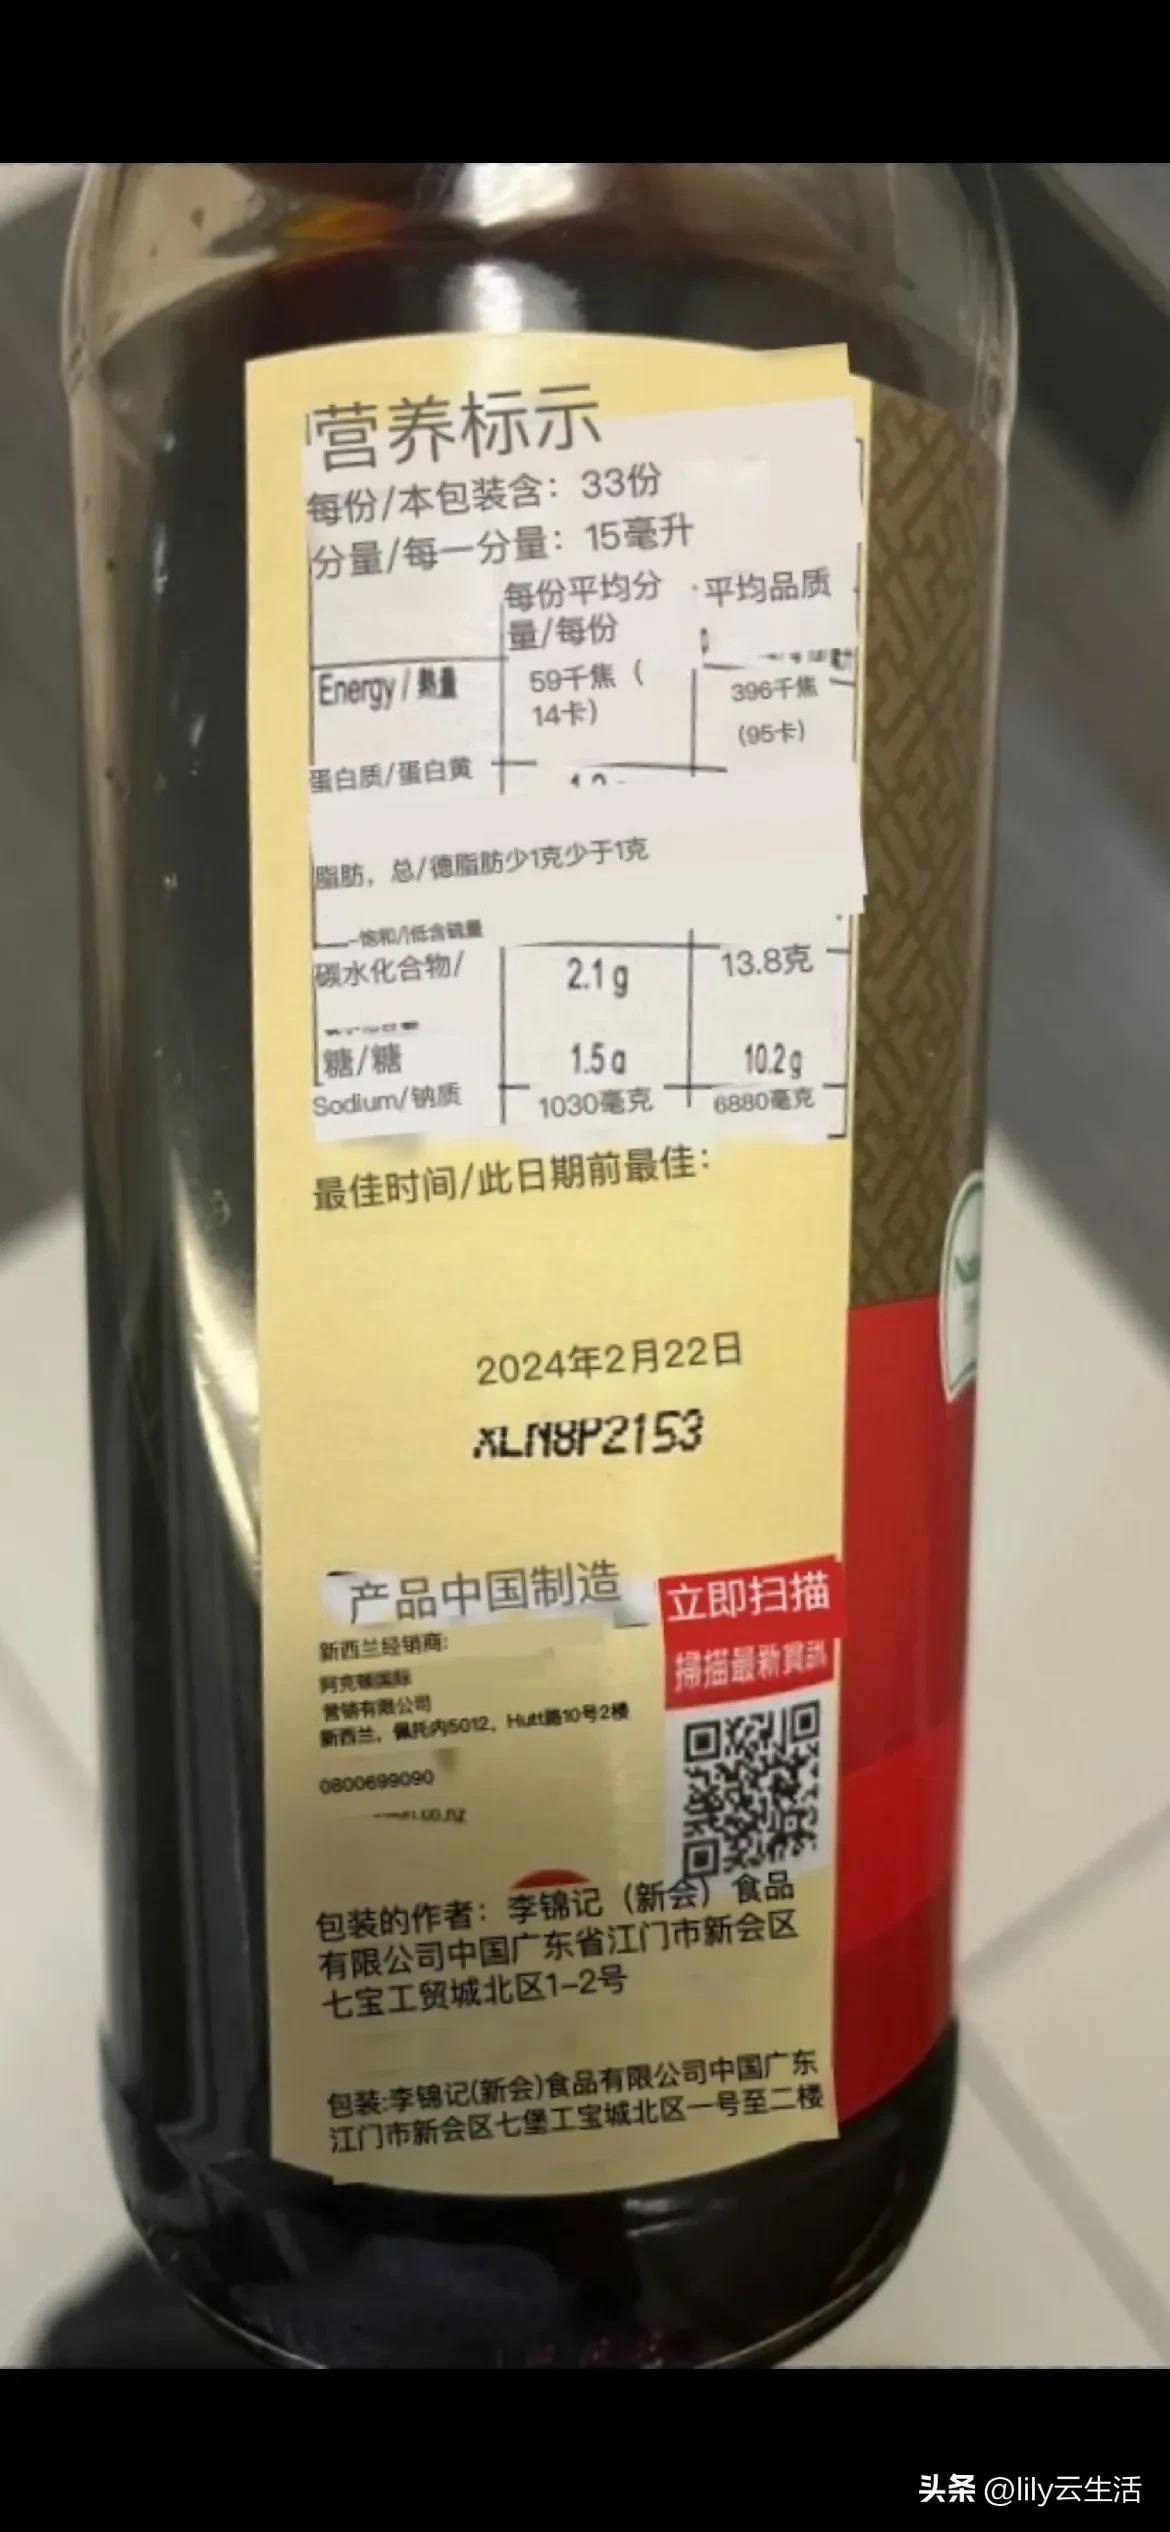 营养标示
每份/本包装含：33份
分量/每一分量：15毫升
每份平均分
量/每份
平均品质
Energy / 熱量
59千焦（
14卡）
396千焦
(95卡)
蛋白质/蛋白黄
脂肪，总/德脂肪少1克少于1克
碳水化合物/
2.1 g
13.8克
糖/糖
1.5 g
10.2 g
Sodium/钠质
1030毫克
6880毫克
最佳时间/此日期前最佳：
2024年2月22日
XLN8P2153
产品中国制造
立即扫描
掃描最新資訊
新西兰经销商:
阿克顿国际
营销有限公司
新西兰，佩托内5012，Hutt路10号2楼
0800699090
包装的作者：李锦记（新会）食品
有限公司中国广东省江门市新会区
七宝工贸城北区1-2号
包装:李锦记(新会)食品有限公司中国广东
江门市新会区七堡工宝城北区一号至二楼
头条 @lily云生活